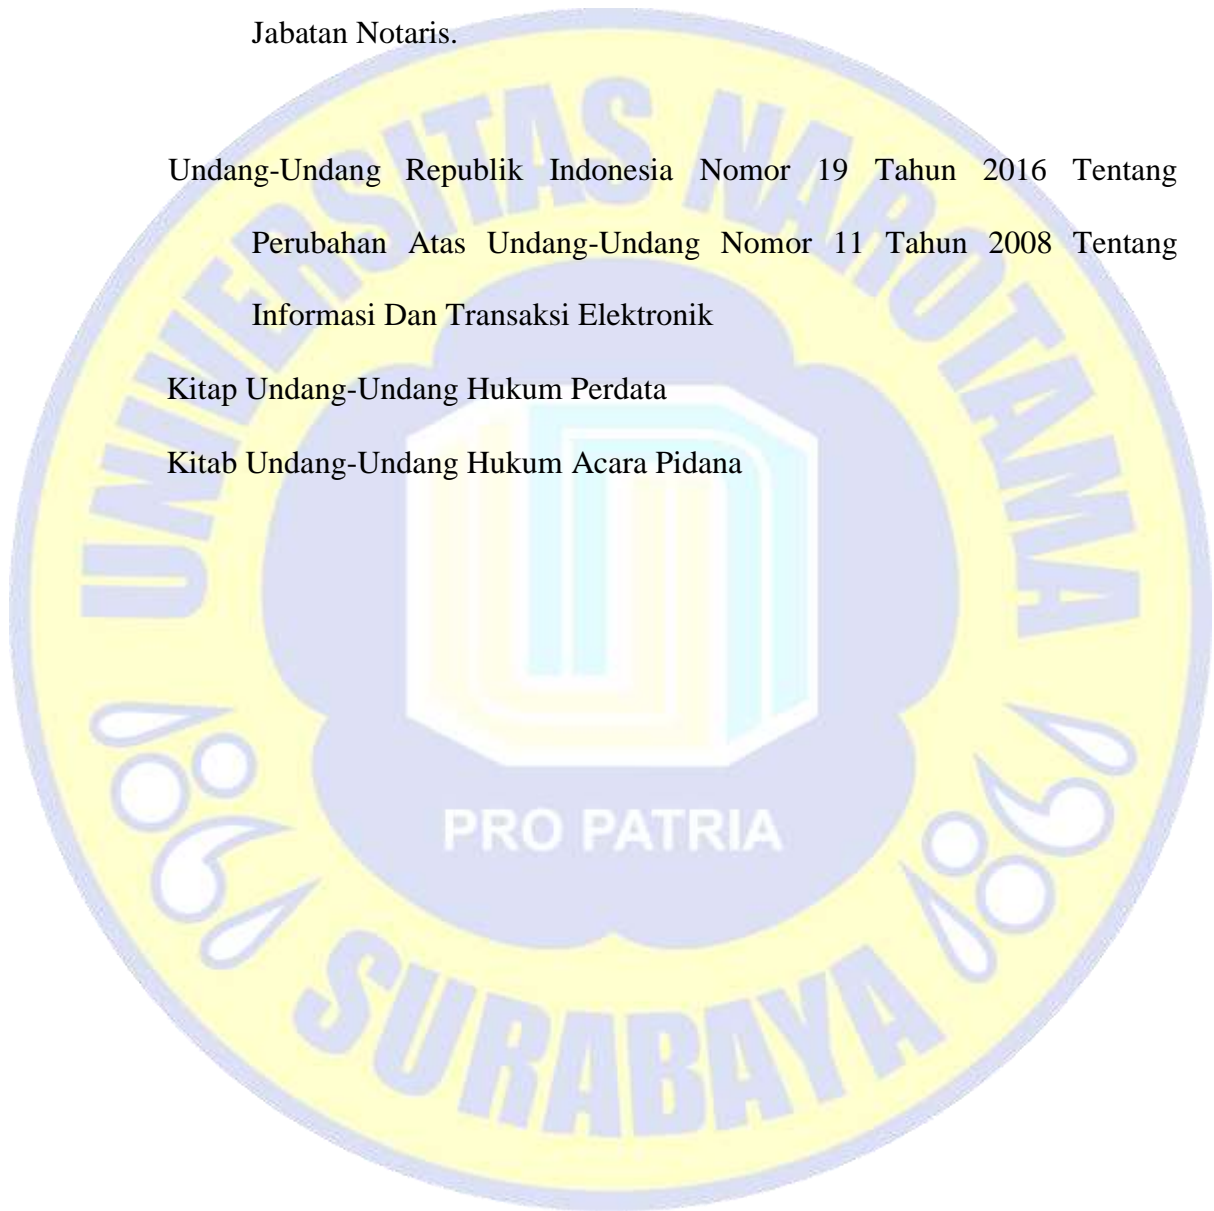 Jabatan Notaris.
Undang-Undang Republik Indonesia Nomor 19 Tahun 2016 Tentang
Perubahan Atas Undang-Undang Nomor 11 Tahun 2008 Tentang
Informasi Dan Transaksi Elektronik
Kitap Undang-Undang Hukum Perdata
Kitab Undang-Undang Hukum Acara Pidana
UNIVERSITAS NAROTAMA
PRO PATRIA
SURABAYA